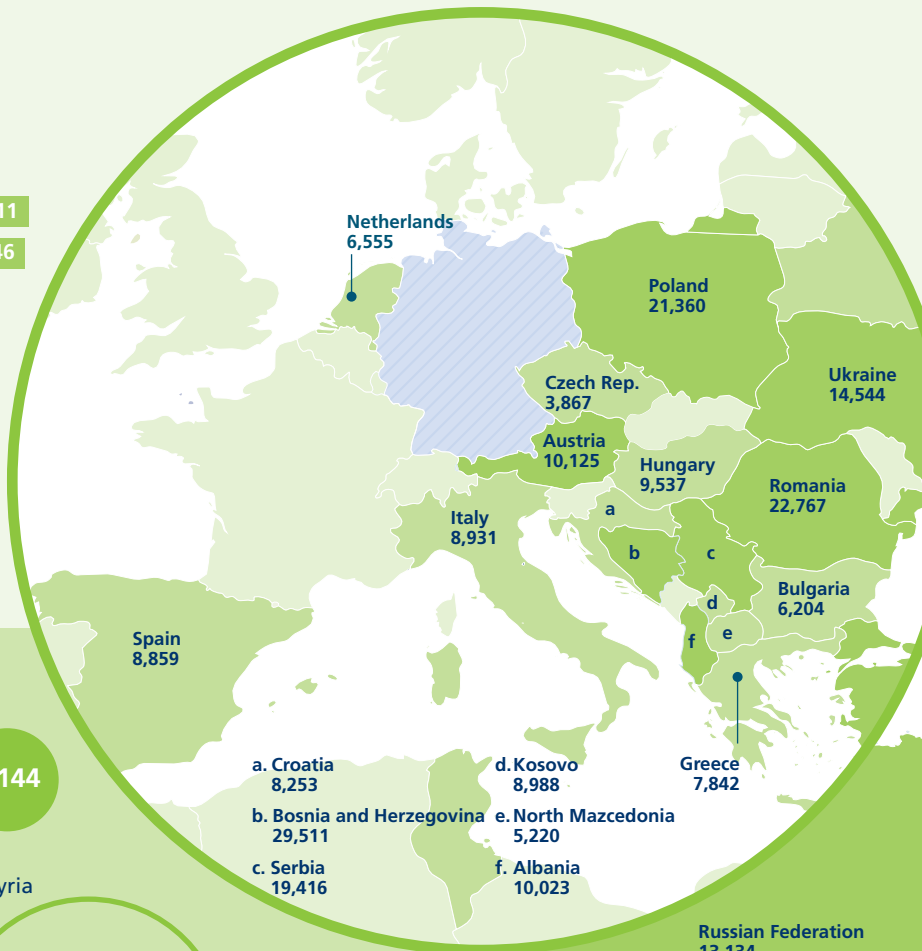 11
46
Netherlands
6,555
Poland
21,360
Ukraine
14,544
Czech Rep.
3,867
Austria
10,125
Hungary
9,537
Romania
22,767
a
Italy
8,931
b
c
Bulgaria
6,204
d
e
f
Spain
8,859
Greece
7,842
144
a. Croatia
8,253
b. Bosnia and Herzegovina
29,511
c. Serbia
19,416
d. Kosovo
8,988
e. North Mazcedonia
5,220
f. Albania
10,023
yria
Russian Federation
13,134